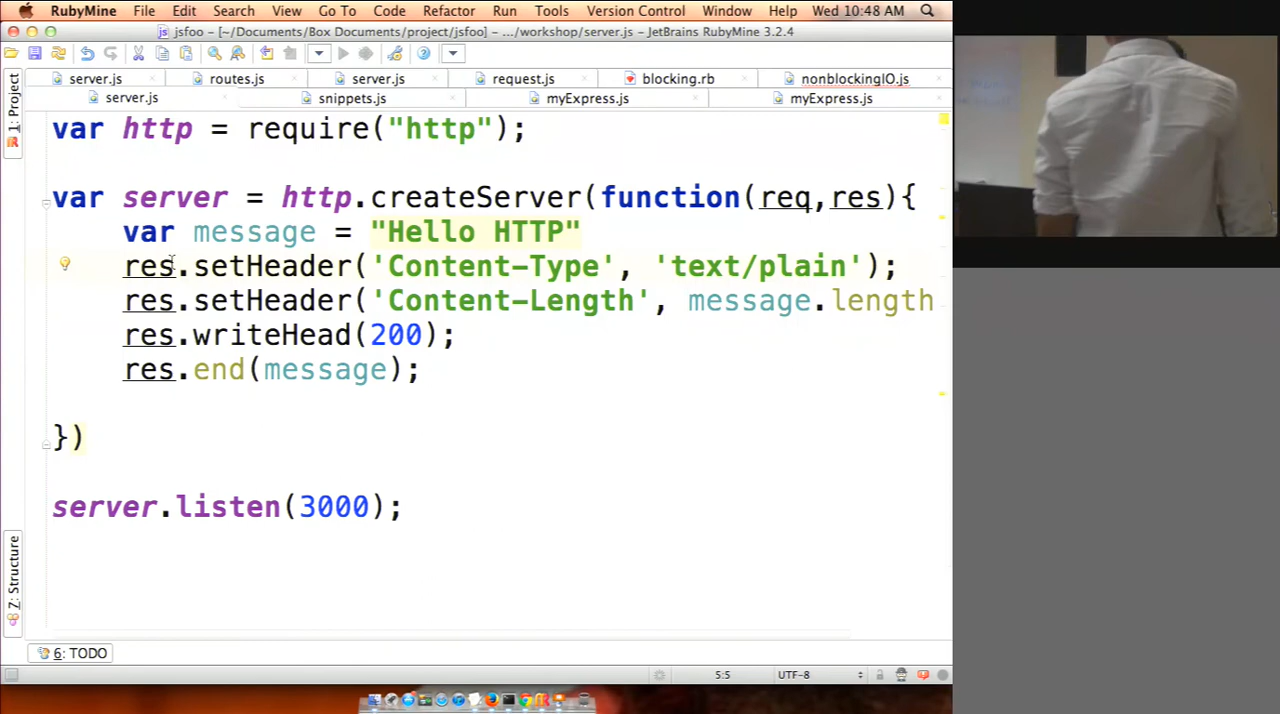 RubyMine File Edit Search View Go To Code Refactor Run Tools Version Control Window Help Wed 10:48 AM
jsfoo - [~/Documents/Box Documents/project/jsfoo] - .../workshop/server.js - JetBrains RubyMine 3.2.4
server.js routes.js server.js request.js blocking.rb nonblockingIO.js
server.js snippets.js myExpress.js myExpress.js
1: Project
var http = require("http");
var server = http.createServer(function(req,res){
var message = "Hello HTTP"
res.setHeader('Content-Type', 'text/plain');
res.setHeader('Content-Length', message.length
res.writeHead(200);
res.end(message);
})
server.listen(3000);
7: Structure
6: TODO
5:5 UTF-8